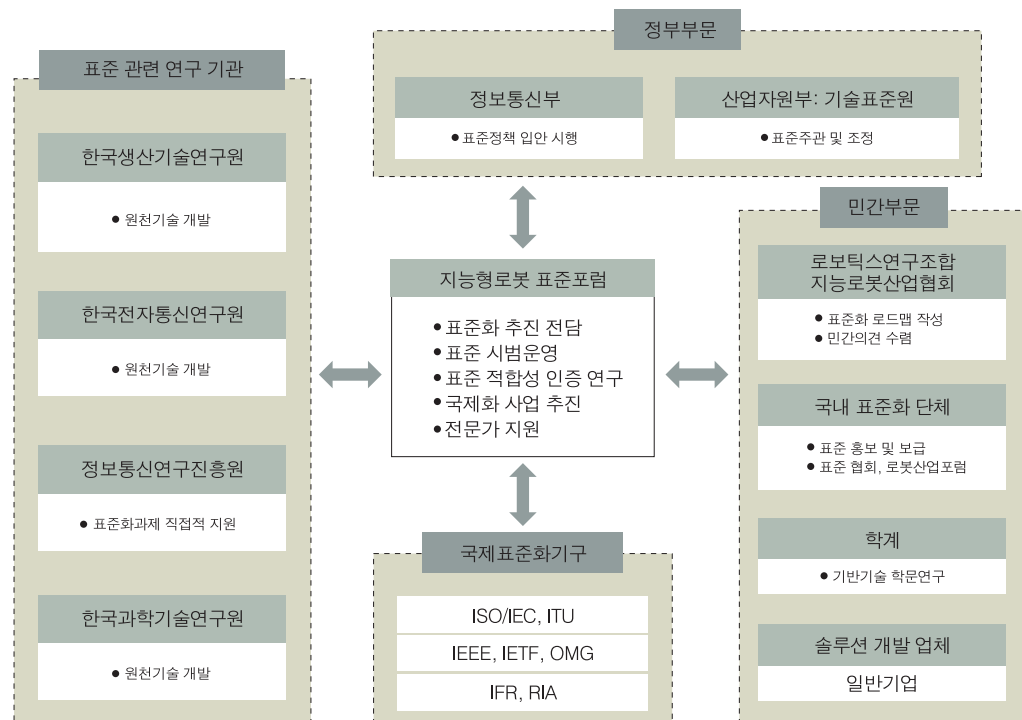 정부부문
정보통신부
● 표준정책 입안 시행
산업자원부: 기술표준원
● 표준주관 및 조정
표준 관련 연구 기관
한국생산기술연구원
● 원천기술 개발
한국전자통신연구원
● 원천기술 개발
정보통신연구진흥원
● 표준화과제 직접적 지원
한국과학기술연구원
● 원천기술 개발
지능형로봇 표준포럼
● 표준화 추진 전담
● 표준 시범운영
● 표준 적합성 인증 연구
● 국제화 사업 추진
● 전문가 지원
민간부문
로보틱스연구조합
지능로봇산업협회
● 표준화 로드맵 작성
● 민간의견 수렴
국내 표준화 단체
● 표준 홍보 및 보급
● 표준 협회, 로봇산업포럼
학계
● 기반기술 학문연구
솔루션 개발 업체
일반기업
국제표준화기구
ISO/IEC, ITU
IEEE, IETF, OMG
IFR, RIA